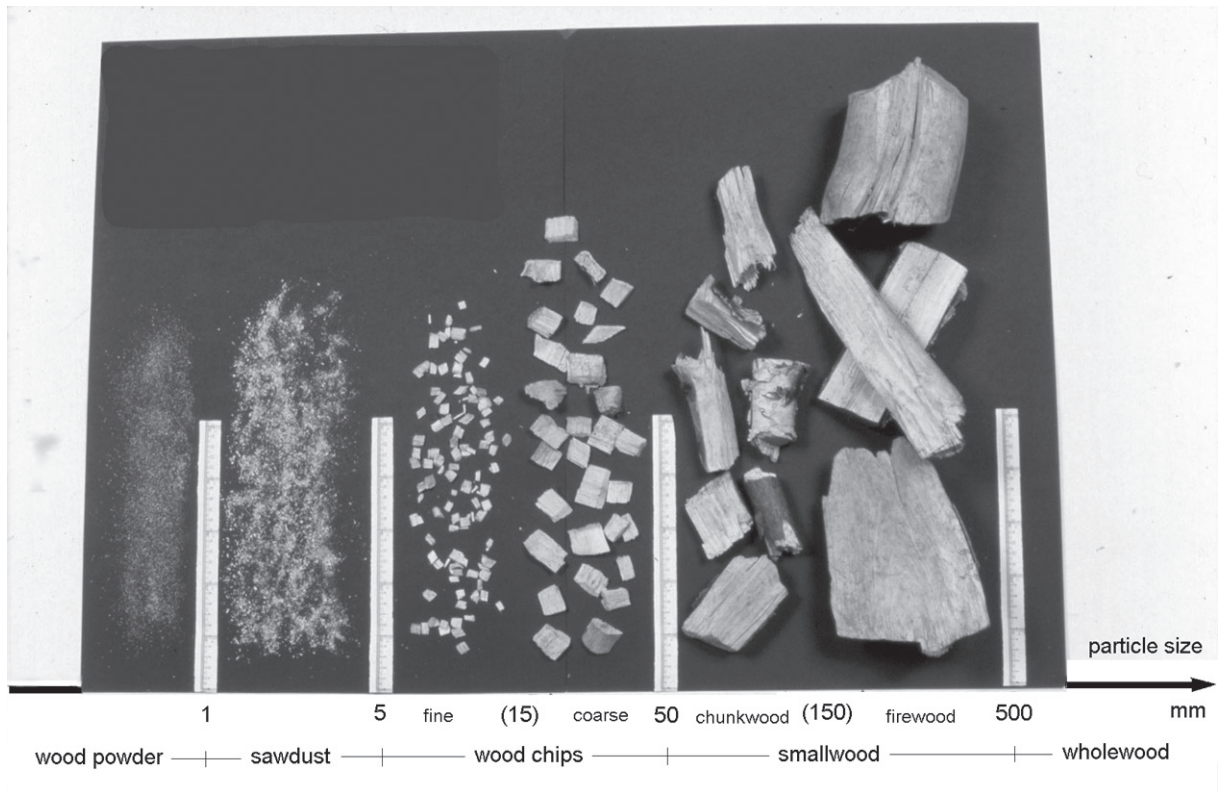 particle size
1 5 fine (15) coarse 50 chunkwood (150) firewood 500 mm
wood powder sawdust wood chips smallwood wholewood